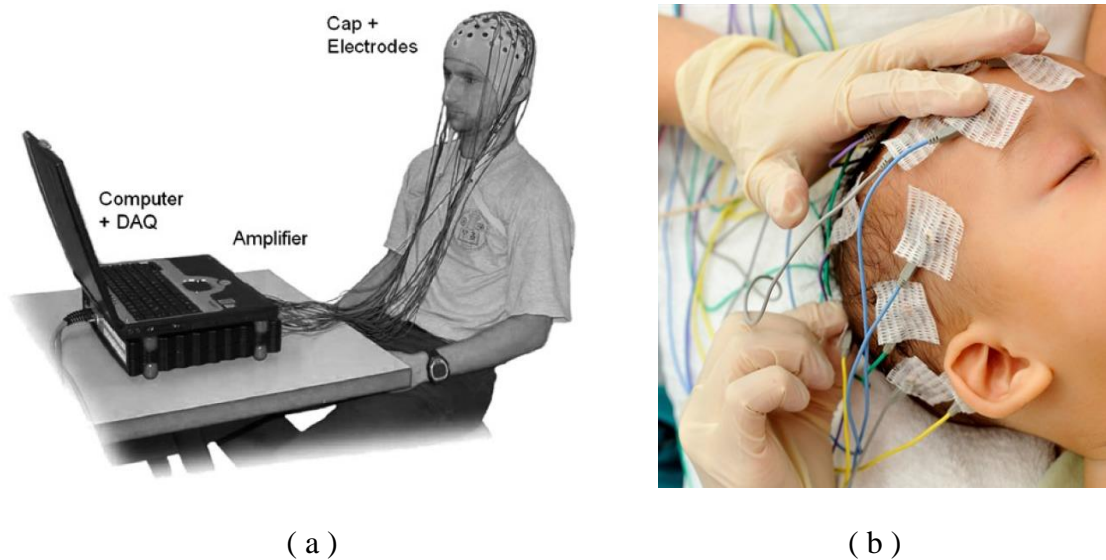 Cap +
Electrodes
Computer
+ DAQ
Amplifier
( a )
( b )